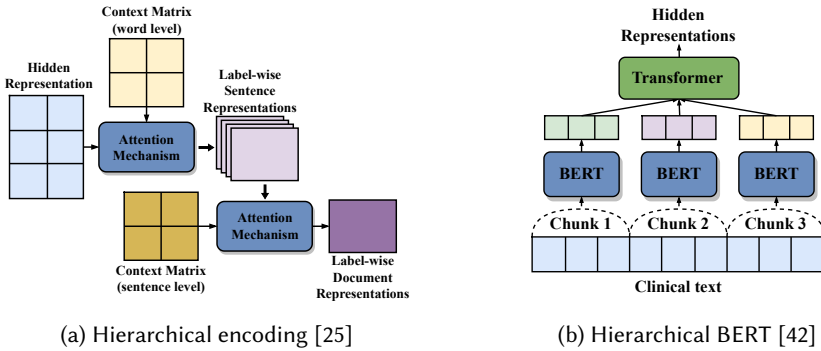 Context Matrix
(word level)
Hidden
Representation
Label-wise
Sentence
Representations
Attention
Mechanism
Attention
Mechanism
Context Matrix
(sentence level)
Label-wise
Document
Representations
(a) Hierarchical encoding [25]
Hidden
Representations
Transformer
BERT
BERT
BERT
Chunk 1
Chunk 2
Chunk 3
Clinical text
(b) Hierarchical BERT [42]